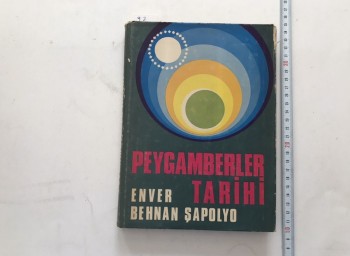 PEYGAMBERLER
TARİHİ
ENVER
BEHNAN ŞAPOLYO